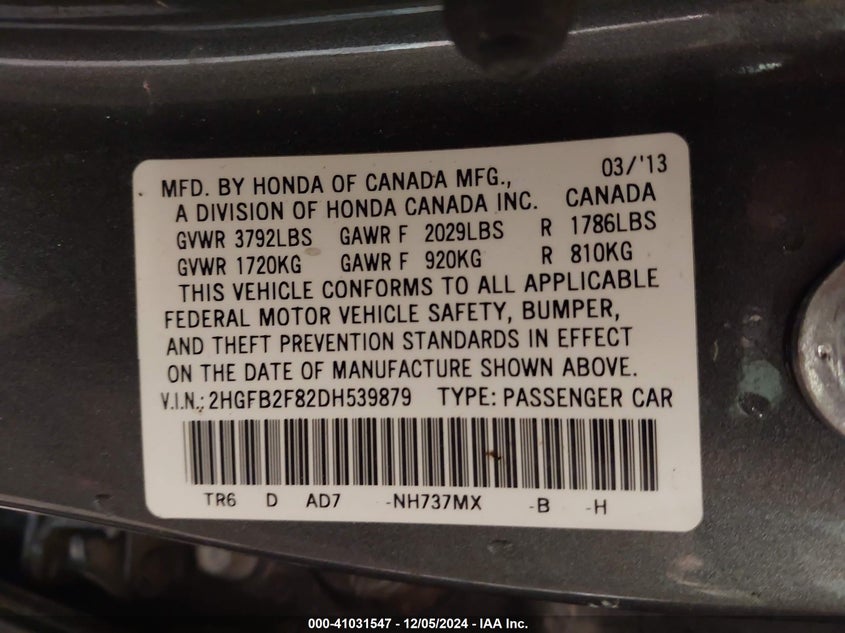 MFD. BY HONDA OF CANADA MFG., 03/'13
A DIVISION OF HONDA CANADA INC. CANADA
GVWR 3792LBS GAWR F 2029LBS R 1786LBS
GVWR 1720KG GAWR F 920KG R 810KG
THIS VEHICLE CONFORMS TO ALL APPLICABLE
FEDERAL MOTOR VEHICLE SAFETY, BUMPER,
AND THEFT PREVENTION STANDARDS IN EFFECT
ON THE DATE OF MANUFACTURE SHOWN ABOVE.
V.I.N.: 2HGFB2F82DH539879 TYPE: PASSENGER CAR
TR6 D AD7 -NH737MX -B -H
000-41031547 - 12/05/2024 - IAA Inc.